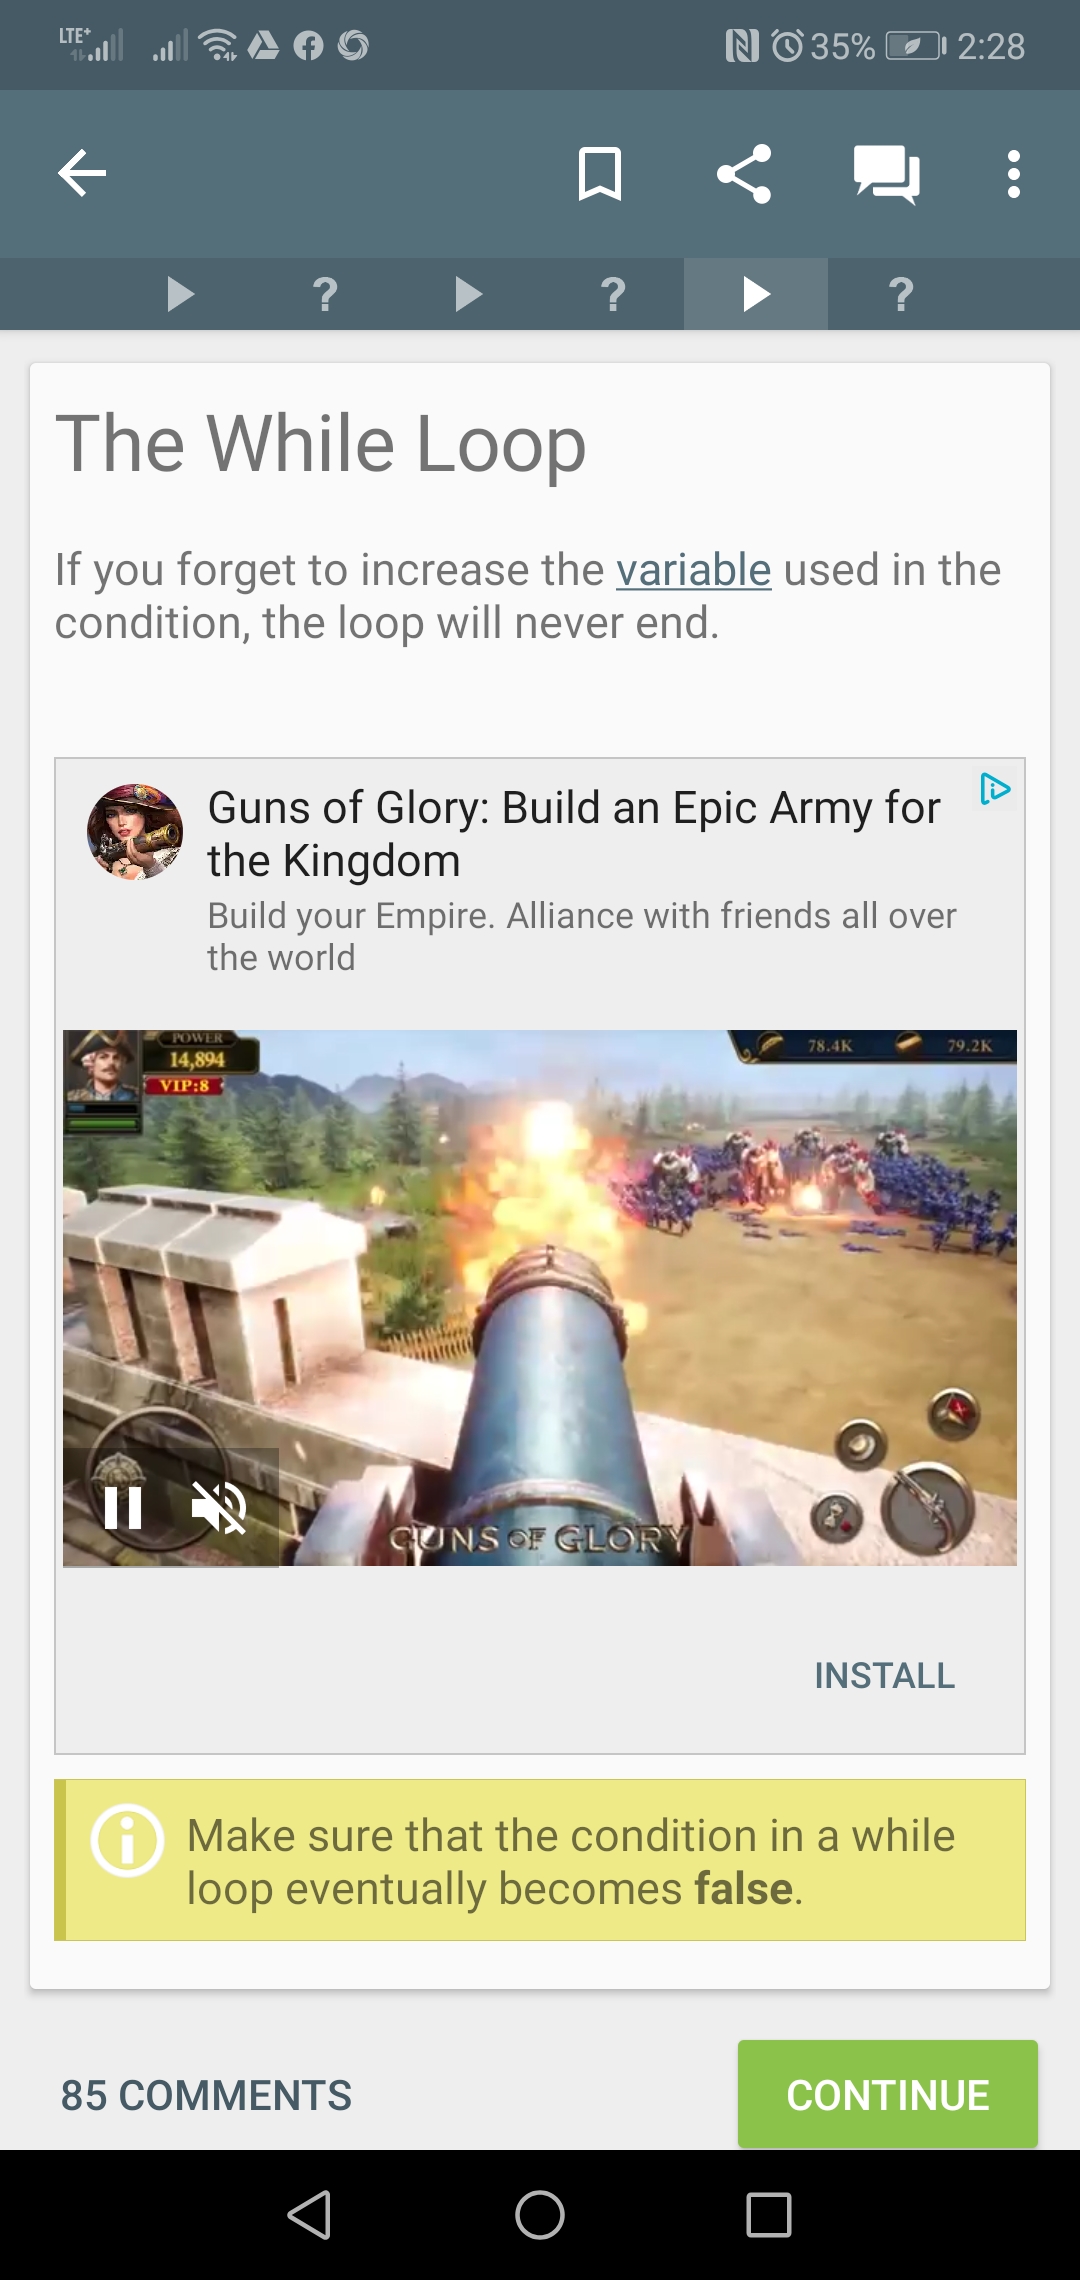 LTE+ 35% 2:28
? ? ?
The While Loop
If you forget to increase the variable used in the
condition, the loop will never end.
Guns of Glory: Build an Epic Army for
the Kingdom
Build your Empire. Alliance with friends all over
the world
POWER
14,894
VIP:8
78.4K 79.2K
GUNS OF GLORY
INSTALL
Make sure that the condition in a while
loop eventually becomes false.
85 COMMENTS CONTINUE